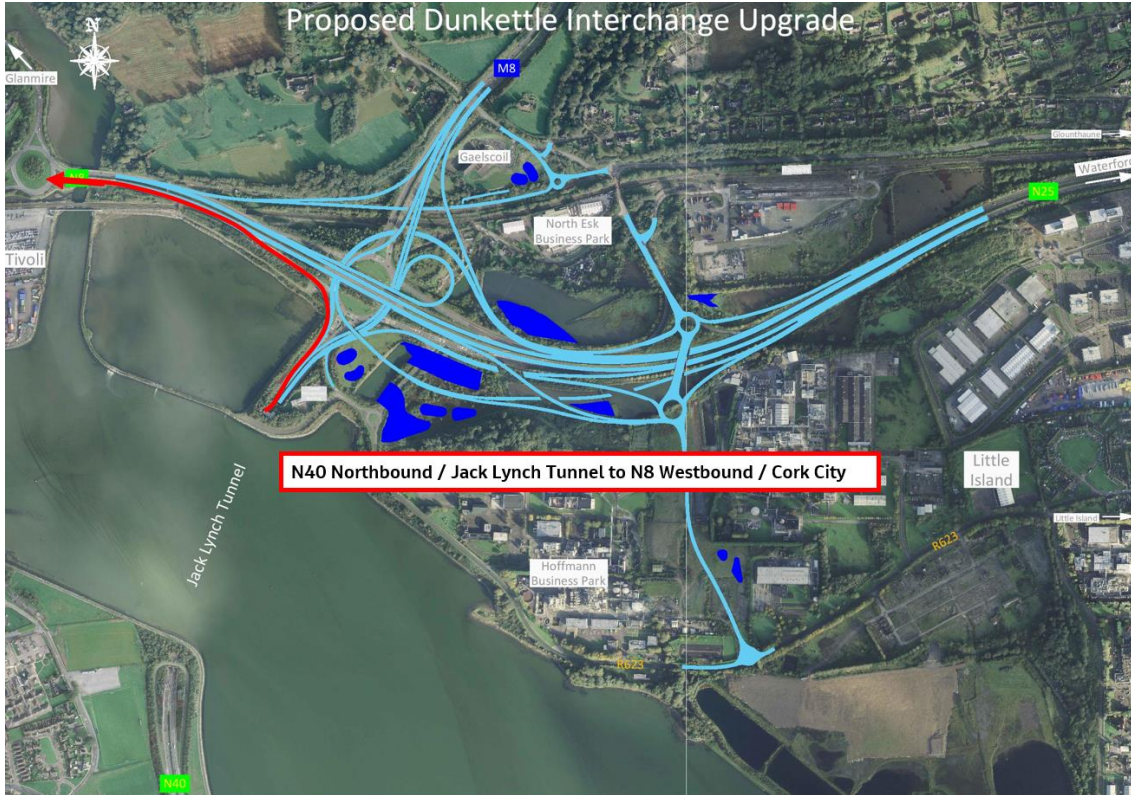 Proposed Dunkettle Interchange Upgrade
N
Glanmire
M8
Gaelscoil
Glounthaune
Waterford
N8
N25
North Esk
Business Park
Tivoli
N40 Northbound / Jack Lynch Tunnel to N8 Westbound / Cork City
Little
Island
Jack Lynch Tunnel
Little Island
R623
Hoffmann
Business Park
R623
N40